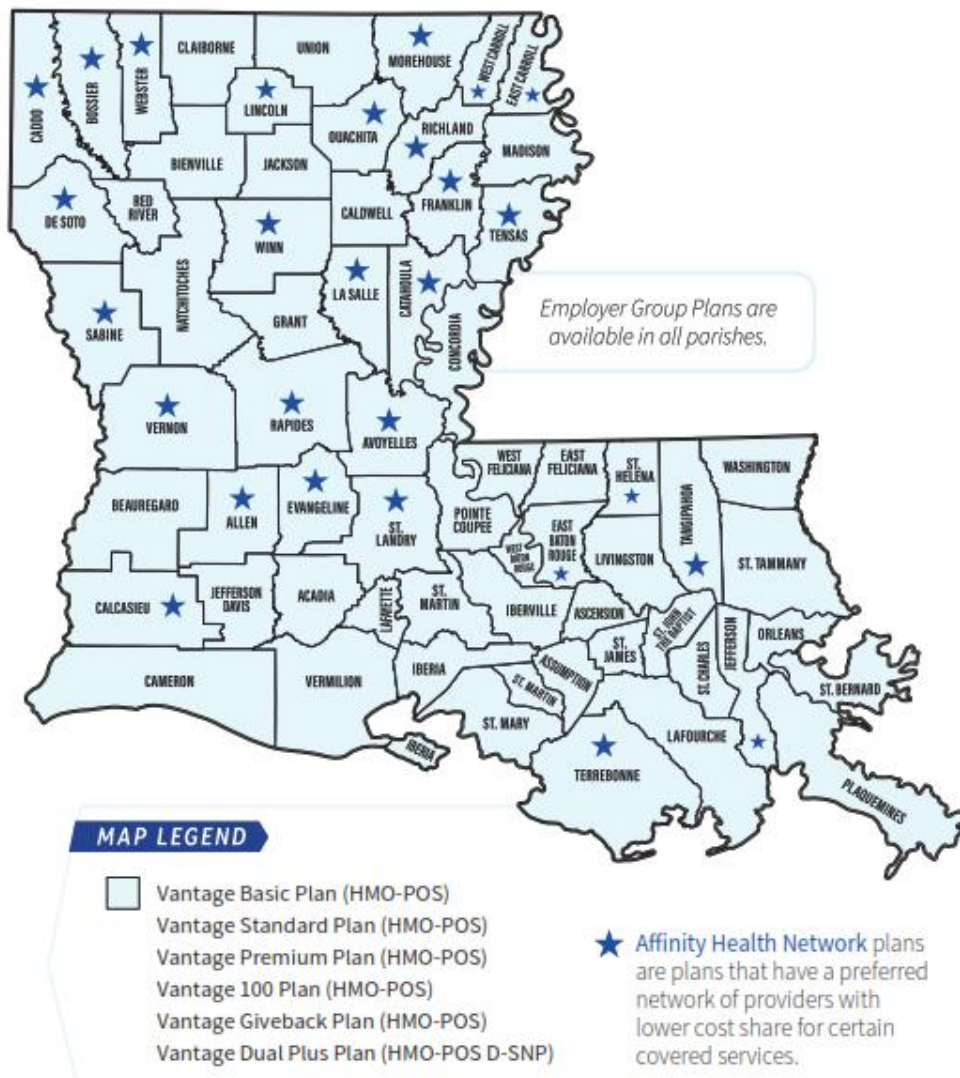 CLAIBORNE
UNION
MOREHOUSE
WEST CARROLL
EAST CARROLL
CADDO
BOSSIER
WEBSTER
LINCOLN
OUACHITA
RICHLAND
MADISON
BIENVILLE
JACKSON
DE SOTO
RED
RIVER
CALDWELL
FRANKLIN
TENSAS
WINN
NATCHITOCHES
LA SALLE
CATAHOULA
CONCORDIA
SABINE
GRANT
Employer Group Plans are
available in all parishes.
VERNON
RAPIDES
AVOYELLES
WEST
FELICIANA
EAST
FELICIANA
ST.
HELENA
TANGIPAHOA
WASHINGTON
BEAUREGARD
ALLEN
EVANGELINE
ST.
LANDRY
POINTE
COUPEE
WEST
BATON
ROUGE
EAST
BATON
ROUGE
LIVINGSTON
ST. TAMMANY
CALCASIEU
JEFFERSON
DAVIS
ACADIA
LAFAYETTE
ST.
MARTIN
IBERVILLE
ASCENSION
ST. JOHN
THE BAPTIST
JEFFERSON
ORLEANS
ST.
JAMES
ST. CHARLES
CAMERON
VERMILION
IBERIA
ASSUMPTION
ST. MARTIN
ST. BERNARD
ST. MARY
LAFOURCHE
IBERIA
TERREBONNE
PLAQUEMINES
MAP LEGEND
Vantage Basic Plan (HMO-POS)
Vantage Standard Plan (HMO-POS)
Vantage Premium Plan (HMO-POS)
Vantage 100 Plan (HMO-POS)
Vantage Giveback Plan (HMO-POS)
Vantage Dual Plus Plan (HMO-POS D-SNP)
Affinity Health Network plans
are plans that have a preferred
network of providers with
lower cost share for certain
covered services.